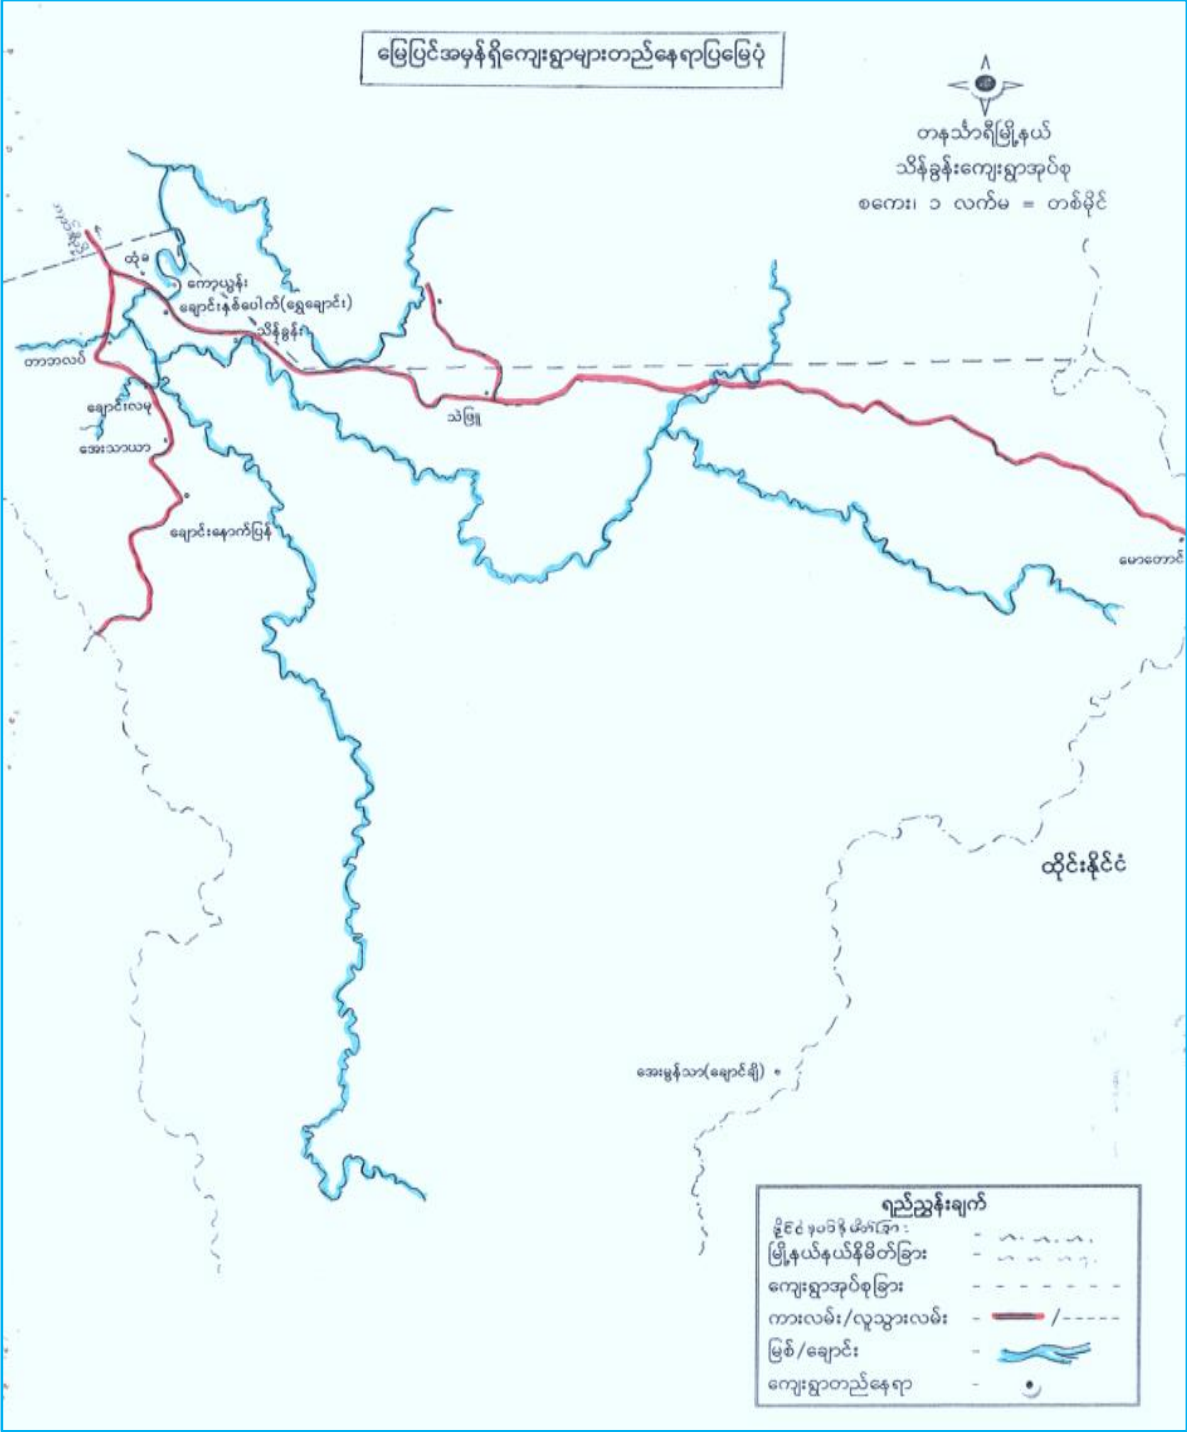 မြေပြင်အမှန်ရှိကျေးရွာများတည်နေရာပြမြေပုံ
တနင်္သာရီမြို့နယ်
သိန်ခွန်းကျေးရွာအုပ်စု
စကေး၊ ၁ လက်မ = တစ်မိုင်
ထုံခ
ကော့ယွန်း
ချောင်းနှစ်ပေါက်(ရွှေချောင်း)
သိန်ခွန်း
တာဘလပ်
ချောင်းလမု
အေးသာယာ
သဲဖြူ
ချောင်းနောက်ပြန်
မောတောင်
ထိုင်းနိုင်ငံ
အေးမွန်သာ(ချောင်ချီ)
ရည်ညွှန်းချက်
မြို့နယ်နယ်နိမိတ်ခြား -
ကျေးရွာအုပ်စုခြား
ကားလမ်း/လူသွားလမ်း - /
မြစ်/ချောင်း -
ကျေးရွာတည်နေရာ -